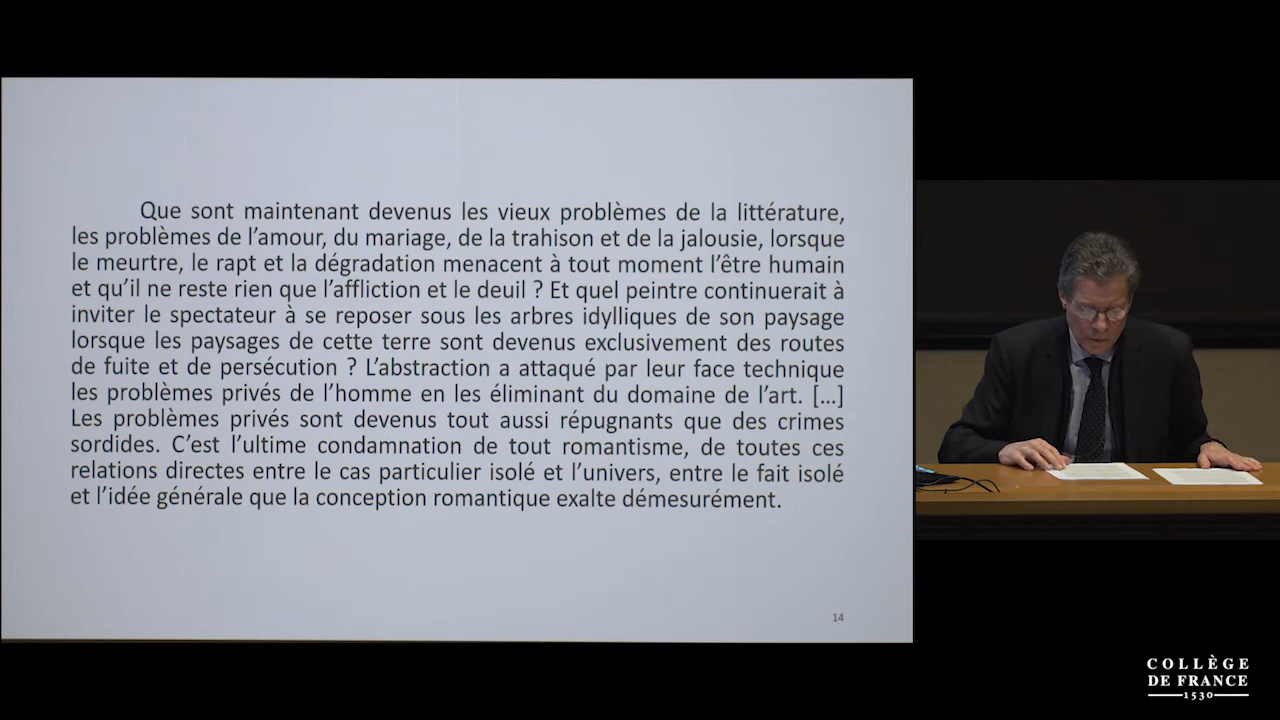 Que sont maintenant devenus les vieux problèmes de la littérature,
les problèmes de l’amour, du mariage, de la trahison et de la jalousie, lorsque
le meurtre, le rapt et la dégradation menacent à tout moment l’être humain
et qu’il ne reste rien que l’affliction et le deuil ? Et quel peintre continuerait à
inviter le spectateur à se reposer sous les arbres idylliques de son paysage
lorsque les paysages de cette terre sont devenus exclusivement des routes
de fuite et de persécution ? L’abstraction a attaqué par leur face technique
les problèmes privés de l’homme en les éliminant du domaine de l’art. […]
Les problèmes privés sont devenus tout aussi répugnants que des crimes
sordides. C’est l’ultime condamnation de tout romantisme, de toutes ces
relations directes entre le cas particulier isolé et l’univers, entre le fait isolé
et l’idée générale que la conception romantique exalte démesurément.
14
COLLÈGE
DE FRANCE
1530